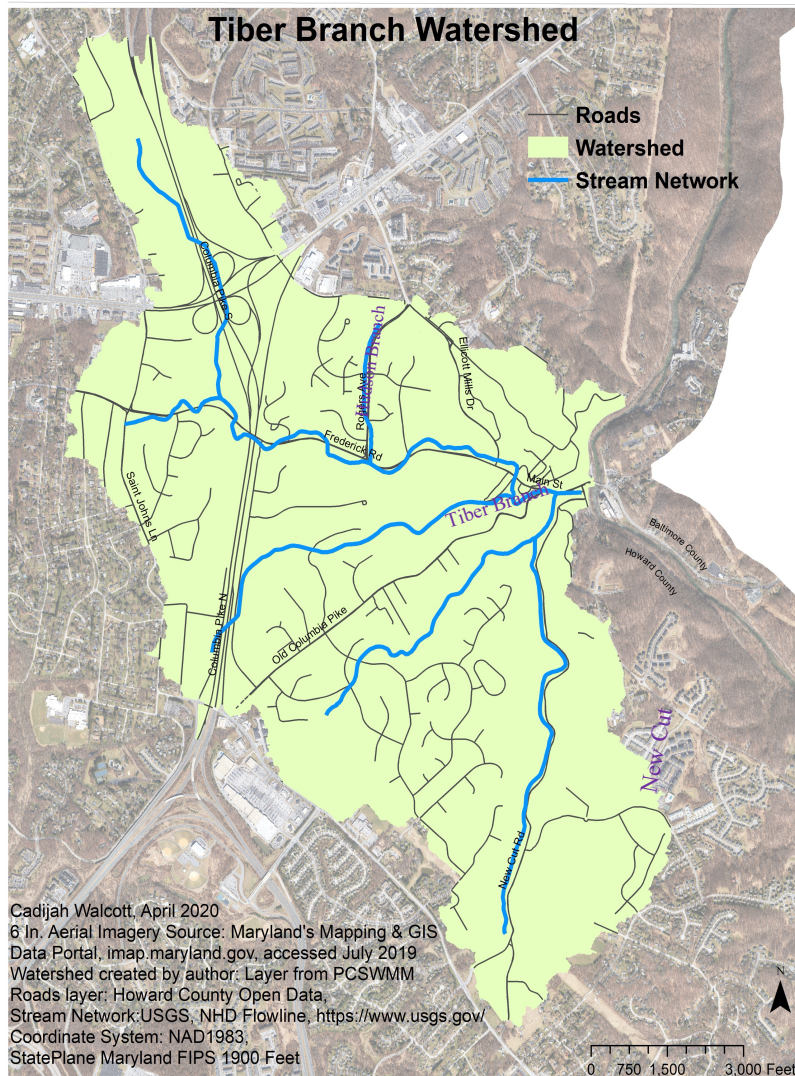 Tiber Branch Watershed
Roads
Watershed
Stream Network
Columbia Pike S
Hudson Branch
Rogers Ave
Ellicott Mills Dr
Frederick Rd
Saint Johns Ln
Main St
Tiber Branch
Baltimore County
Howard County
Columbia Pike N
Old Columbia Pike
New Cut
New Cut Rd
Cadijah Walcott, April 2020
6 In. Aerial Imagery Source: Maryland's Mapping & GIS
Data Portal, imap.maryland.gov, accessed July 2019
Watershed created by author: Layer from PCSWMM
Roads layer: Howard County Open Data,
Stream Network:USGS, NHD Flowline, https://www.usgs.gov/
Coordinate System: NAD1983,
StatePlane Maryland FIPS 1900 Feet
N
0 750 1,500 3,000 Feet